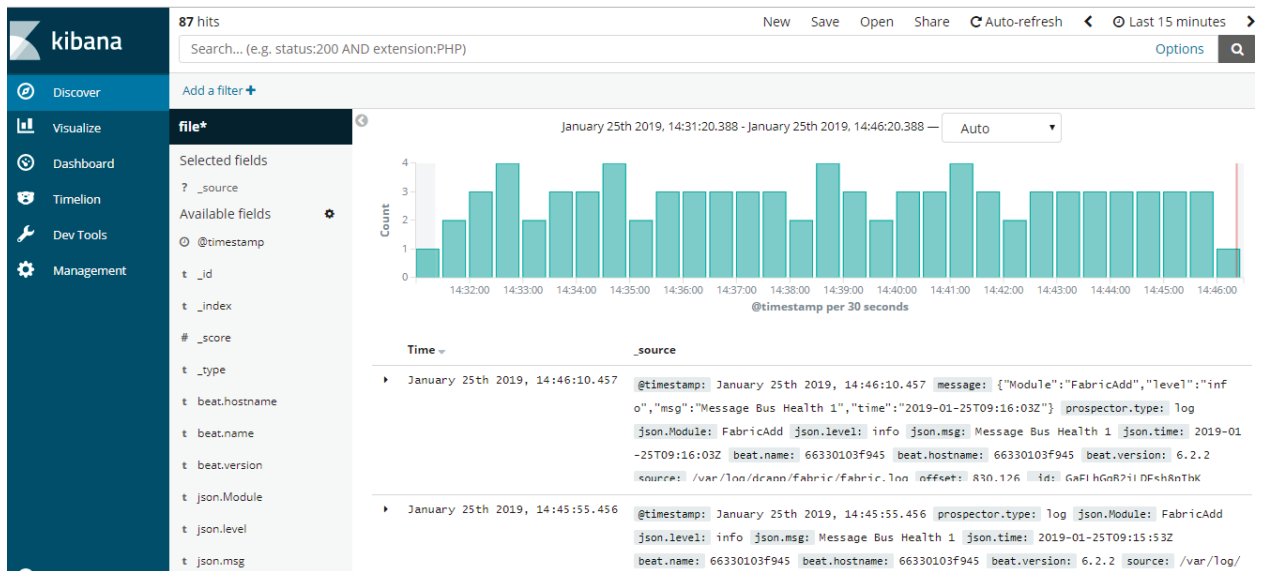 kibana
Discover
Visualize
Dashboard
Timelion
Dev Tools
Management
87 hits
New Save Open Share Auto-refresh Last 15 minutes
Search... (e.g. status:200 AND extension:PHP)
Options
Add a filter
file*
Selected fields
? _source
Available fields
@timestamp
t _id
t _index
# _score
t _type
t beat.hostname
t beat.name
t beat.version
t json.Module
t json.level
t json.msg
January 25th 2019, 14:31:20.388 - January 25th 2019, 14:46:20.388 — Auto
Count
4
3
2
1
0
14:32:00 14:33:00 14:34:00 14:35:00 14:36:00 14:37:00 14:38:00 14:39:00 14:40:00 14:41:00 14:42:00 14:43:00 14:44:00 14:45:00 14:46:00
@timestamp per 30 seconds
Time _source
January 25th 2019, 14:46:10.457
@timestamp: January 25th 2019, 14:46:10.457 message: {"Module":"FabricAdd","level":"inf
o","msg":"Message Bus Health 1","time":"2019-01-25T09:16:03Z"} prospector.type: log
json.Module: FabricAdd json.level: info json.msg: Message Bus Health 1 json.time: 2019-01
-25T09:16:03Z beat.name: 66330103f945 beat.hostname: 66330103f945 beat.version: 6.2.2
source: /var/log/dcapp/fabric/fabric.log offset: 830,126 _id:
January 25th 2019, 14:45:55.456
@timestamp: January 25th 2019, 14:45:55.456 prospector.type: log json.Module: FabricAdd
json.level: info json.msg: Message Bus Health 1 json.time: 2019-01-25T09:15:53Z
beat.name: 66330103f945 beat.hostname: 66330103f945 beat.version: 6.2.2 source: /var/log/